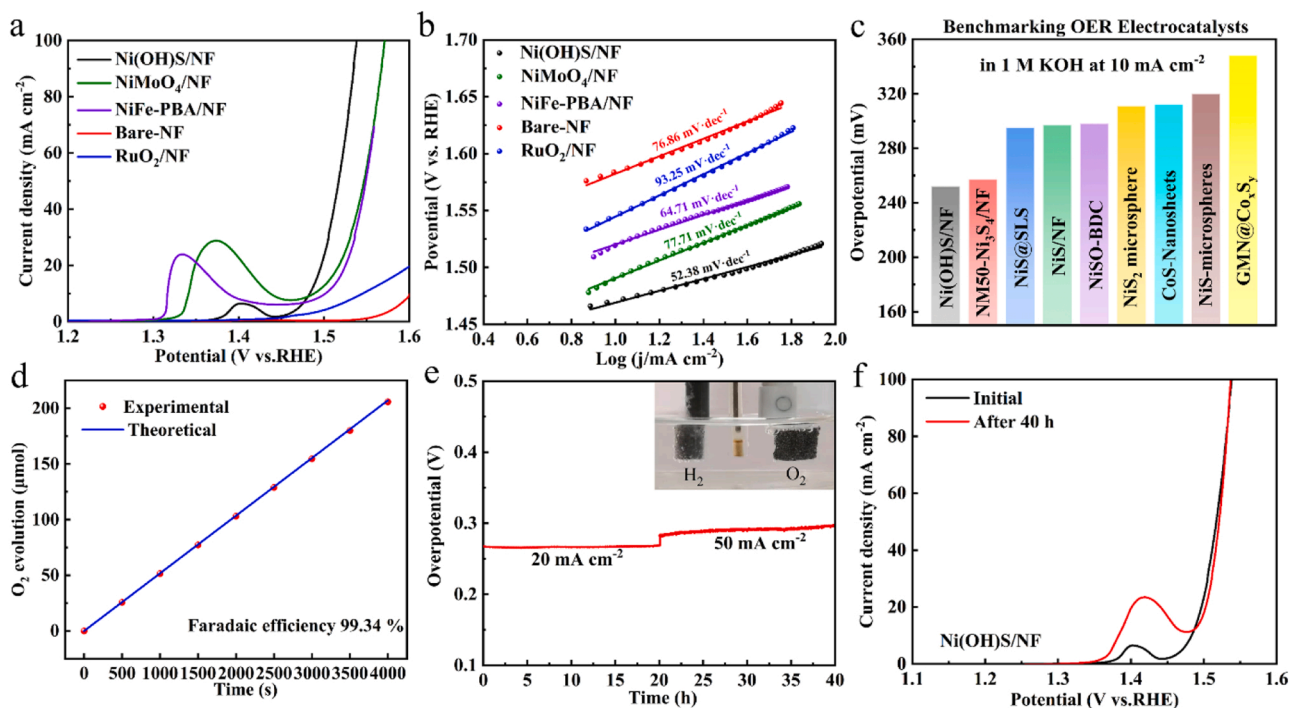 a
100
80
60
40
20
0
Current density (mA cm⁻²)
Ni(OH)S/NF
NiMoO₄/NF
NiFe-PBA/NF
Bare-NF
RuO₂/NF
1.2 1.3 1.4 1.5 1.6
Potential (V vs.RHE)
b
1.70
1.65
1.60
1.55
1.50
1.45
Povential (V vs. RHE)
Ni(OH)S/NF
NiMoO₄/NF
NiFe-PBA/NF
Bare-NF
RuO₂/NF
76.86 mV·dec⁻¹
93.25 mV·dec⁻¹
64.71 mV·dec⁻¹
77.71 mV·dec⁻¹
52.38 mV·dec⁻¹
0.4 0.6 0.8 1.0 1.2 1.4 1.6 1.8 2.0
Log (j/mA cm⁻²)
c
Benchmarking OER Electrocatalysts
in 1 M KOH at 10 mA cm⁻²
360
320
280
240
200
160
Overpotential (mV)
Ni(OH)S/NF
NM50-Ni₃S₄/NF
NiS@SLS
NiS/NF
NiSO-BDC
NiS₂ microsphere
CoS-Nanosheets
NiS-microspheres
GMN@CoₓSᵧ
d
200
150
100
50
0
O₂ evolution (μmol)
Experimental
Theoretical
Faradaic efficiency 99.34 %
0 500 1000 1500 2000 2500 3000 3500 4000
Time (s)
e
0.5
0.4
0.3
0.2
0.1
Overpotential (V)
H₂
O₂
20 mA cm⁻²
50 mA cm⁻²
0 5 10 15 20 25 30 35 40
Time (h)
f
100
80
60
40
20
0
Current density (mA cm⁻²)
Initial
After 40 h
Ni(OH)S/NF
1.1 1.2 1.3 1.4 1.5 1.6
Potential (V vs.RHE)